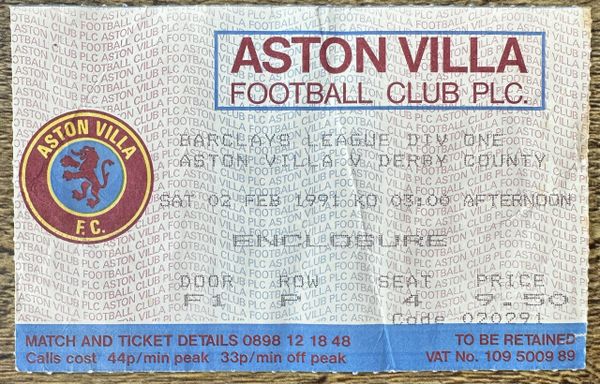 ASTON VILLA
FOOTBALL CLUB PLC.
ASTON VILLA
F.C.
BARCLAYS LEAGUE DIV ONE
ASTON VILLA V DERBY COUNTY
SAT 02 FEB 1991 KO 03:00 AFTERNOON
ENCLOSURE
DOOR ROW SEAT PRICE
F1 P 4 9.50
Code 020291
MATCH AND TICKET DETAILS 0898 12 18 48 TO BE RETAINED
Calls cost 44p/min peak 33p/min off peak VAT No. 109 5009 89